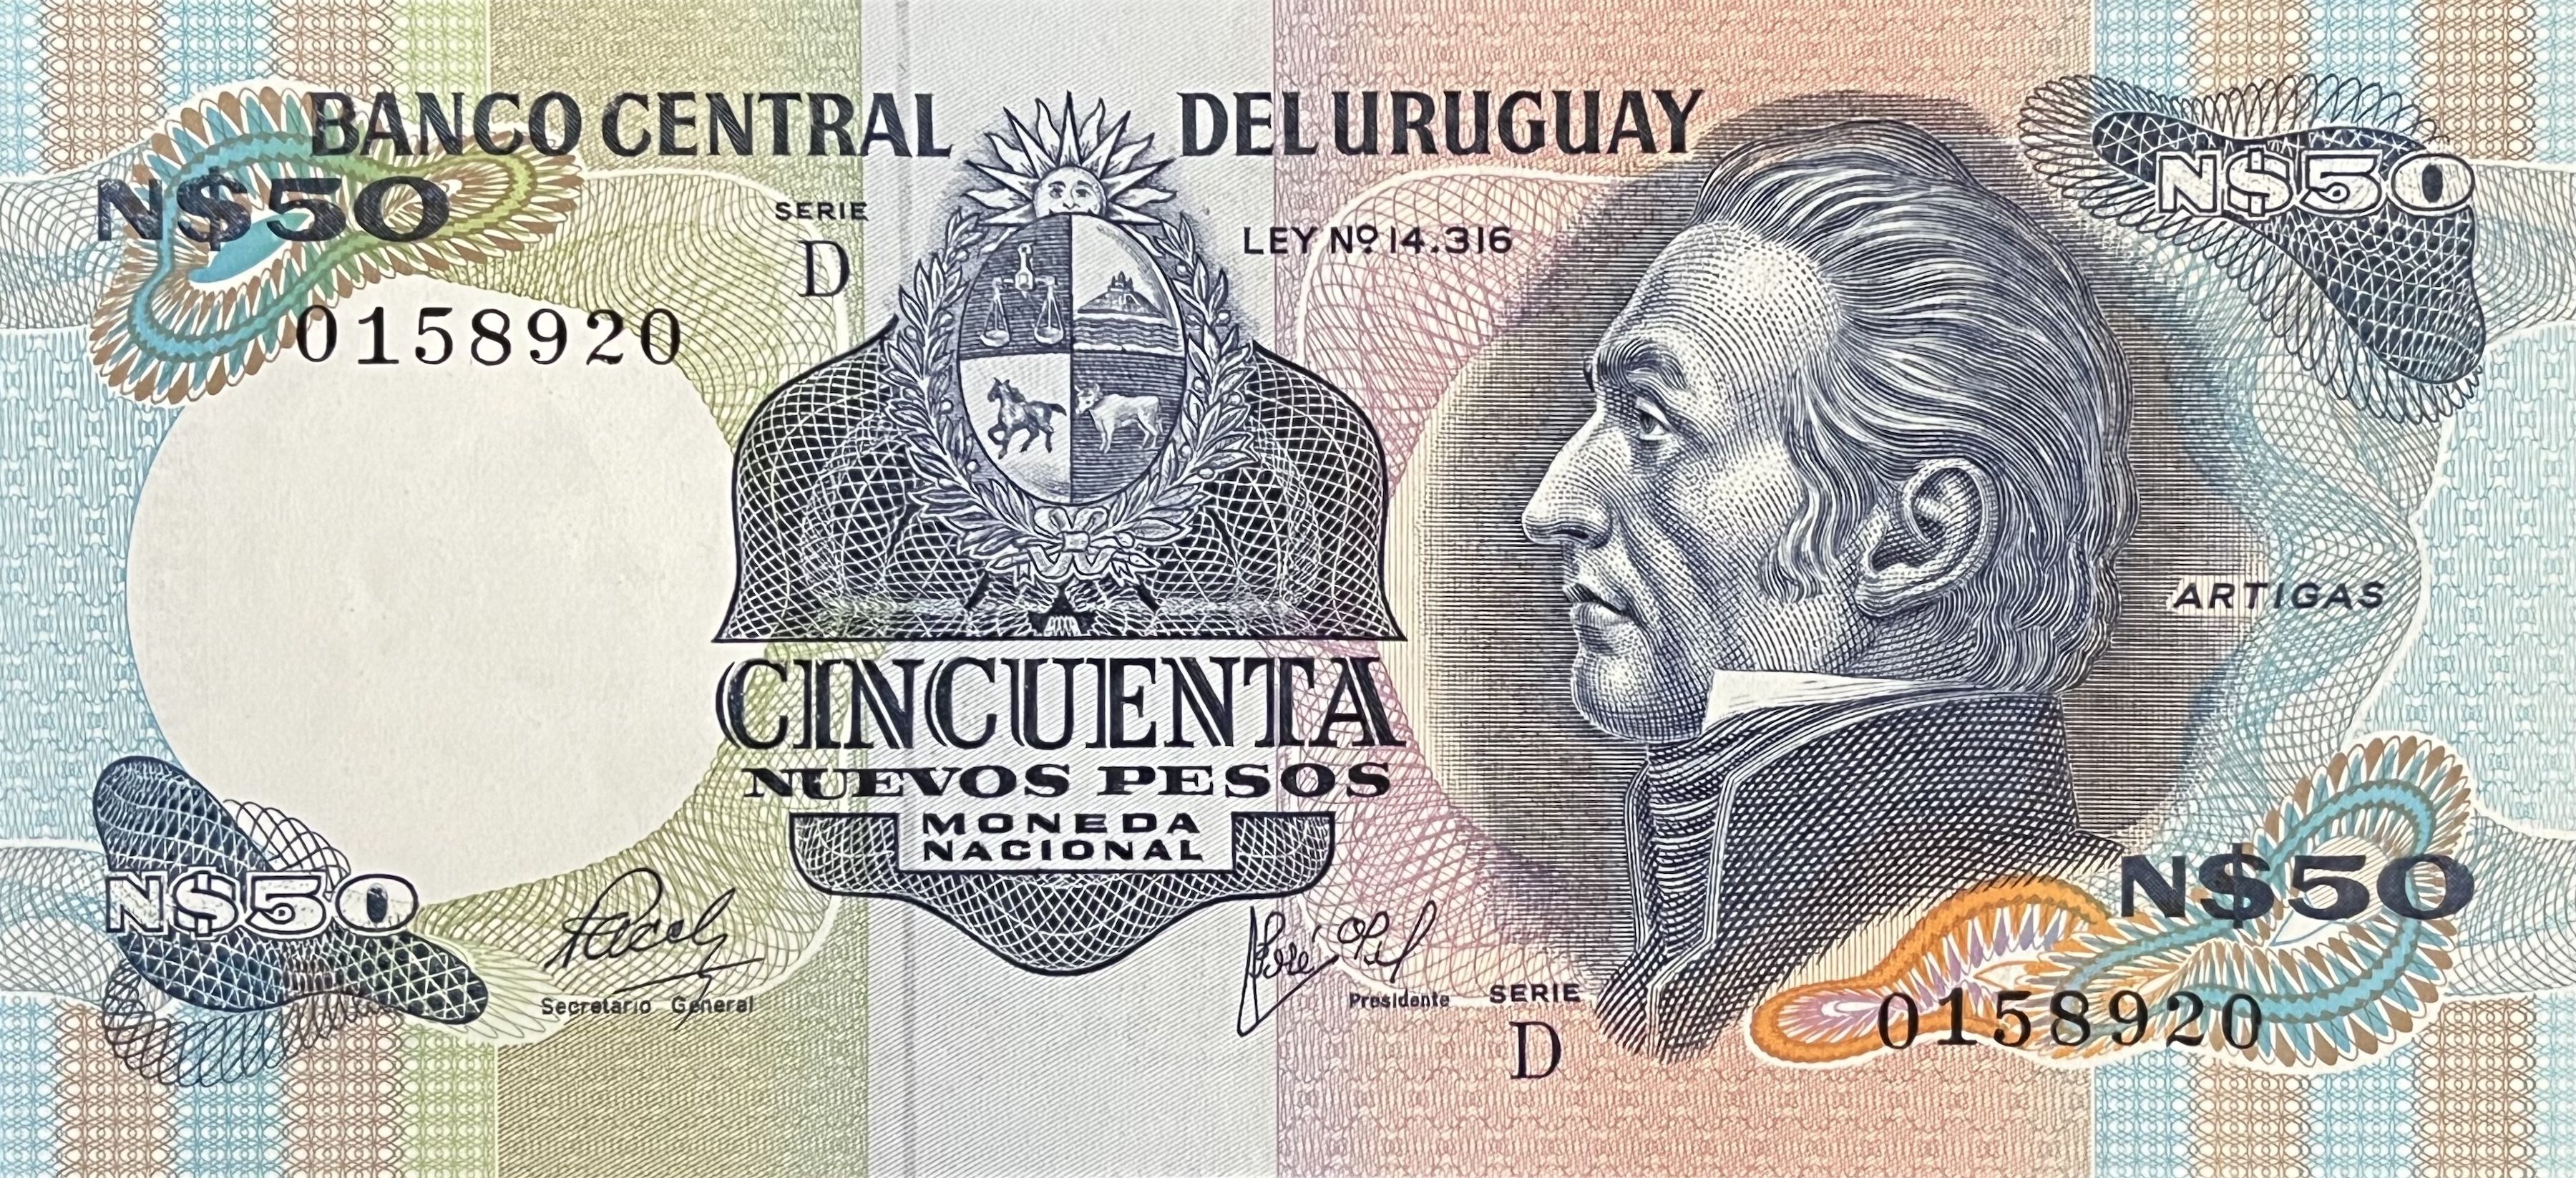 BANCO CENTRAL DEL URUGUAY
N$50
N$50
SERIE
D
LEY Nº 14.316
0158920
ARTIGAS
CINCUENTA
NUEVOS PESOS
MONEDA
NACIONAL
N$50
N$50
Secretario General
Presidente
SERIE
D
0158920